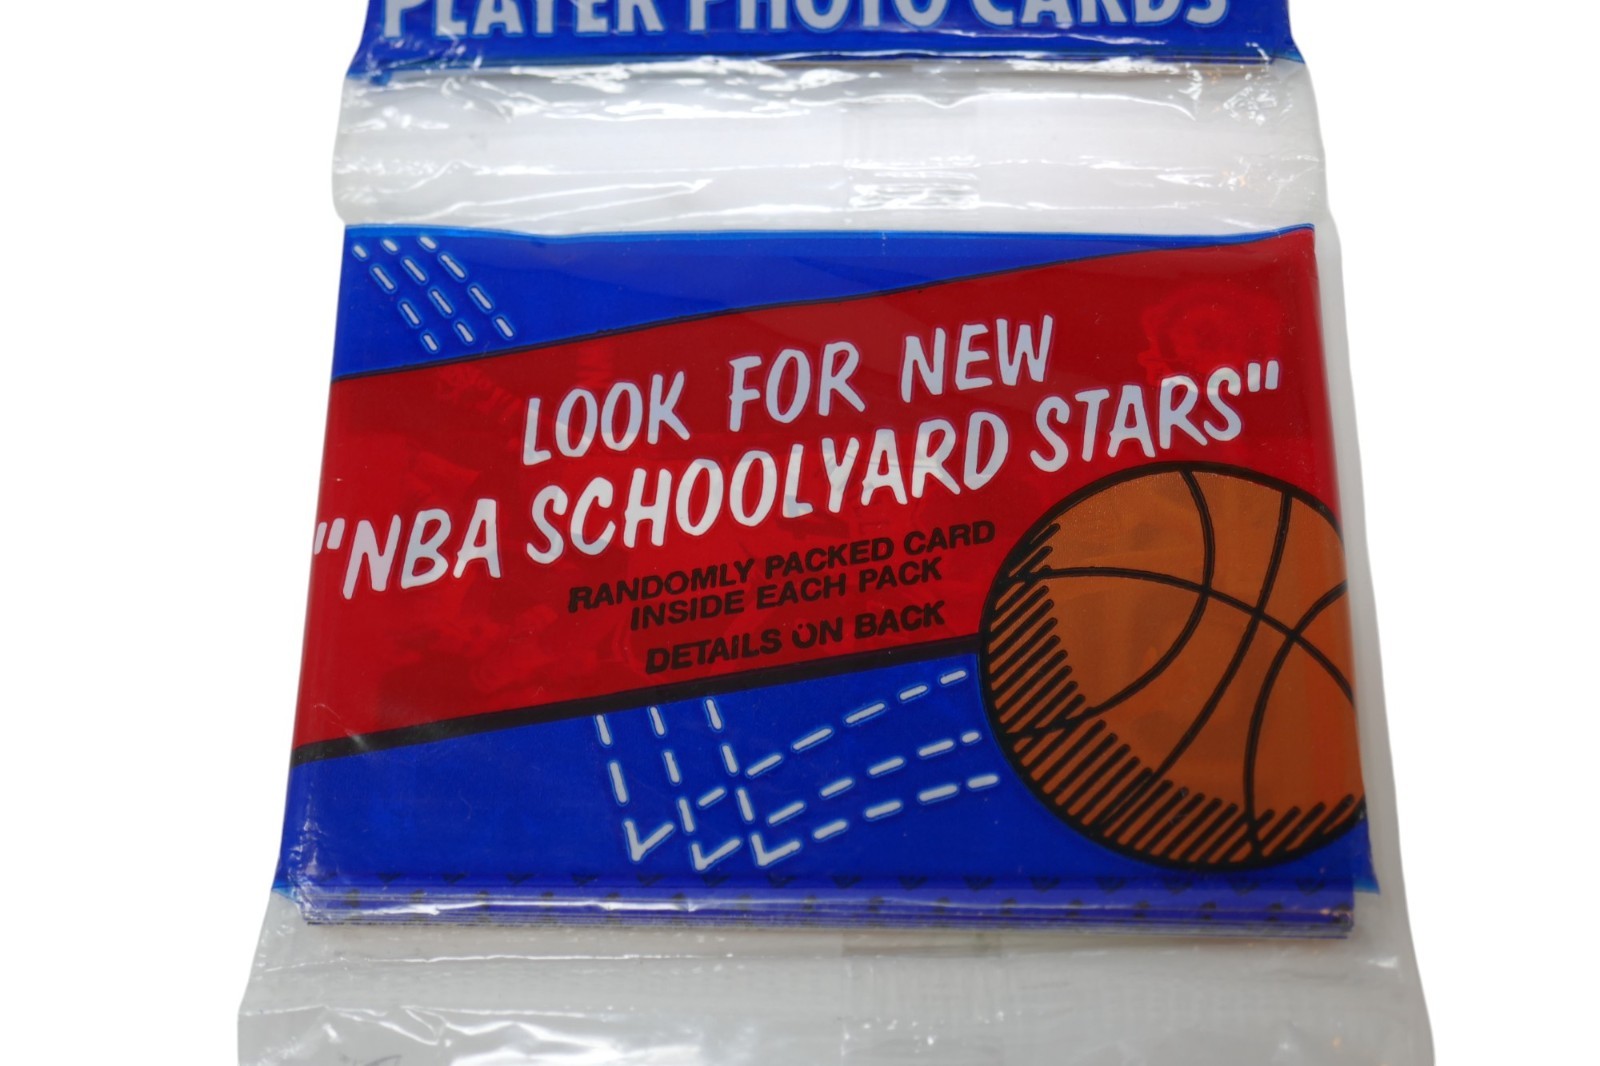 PLAYER PHOTO CARDS
LOOK FOR NEW
"NBA SCHOOLYARD STARS"
RANDOMLY PACKED CARD
INSIDE EACH PACK
DETAILS ON BACK